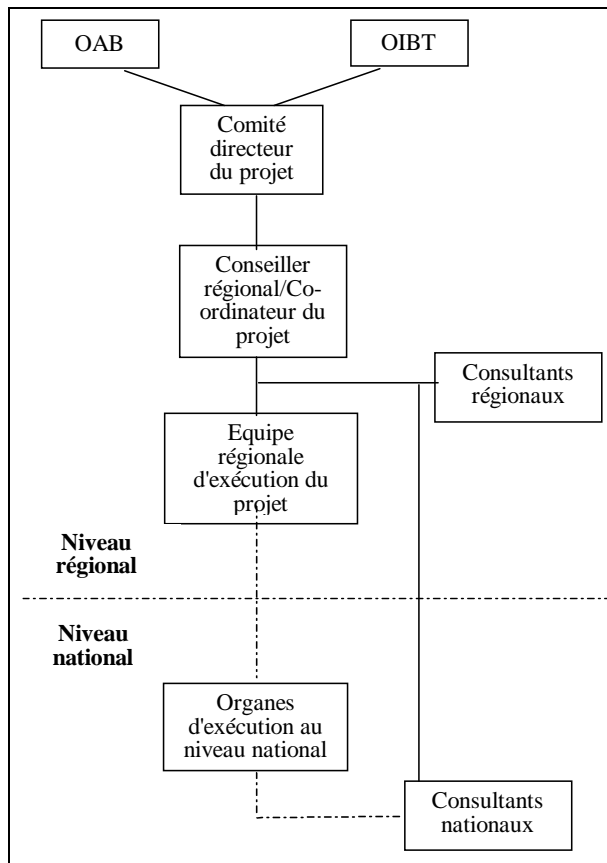 OAB
OIBT
Comité
directeur
du projet
Conseiller
régional/Co-
ordinateur du
projet
Consultants
régionaux
Equipe
régionale
d'exécution du
projet
Niveau
régional
Niveau
national
Organes
d'exécution au
niveau national
Consultants
nationaux